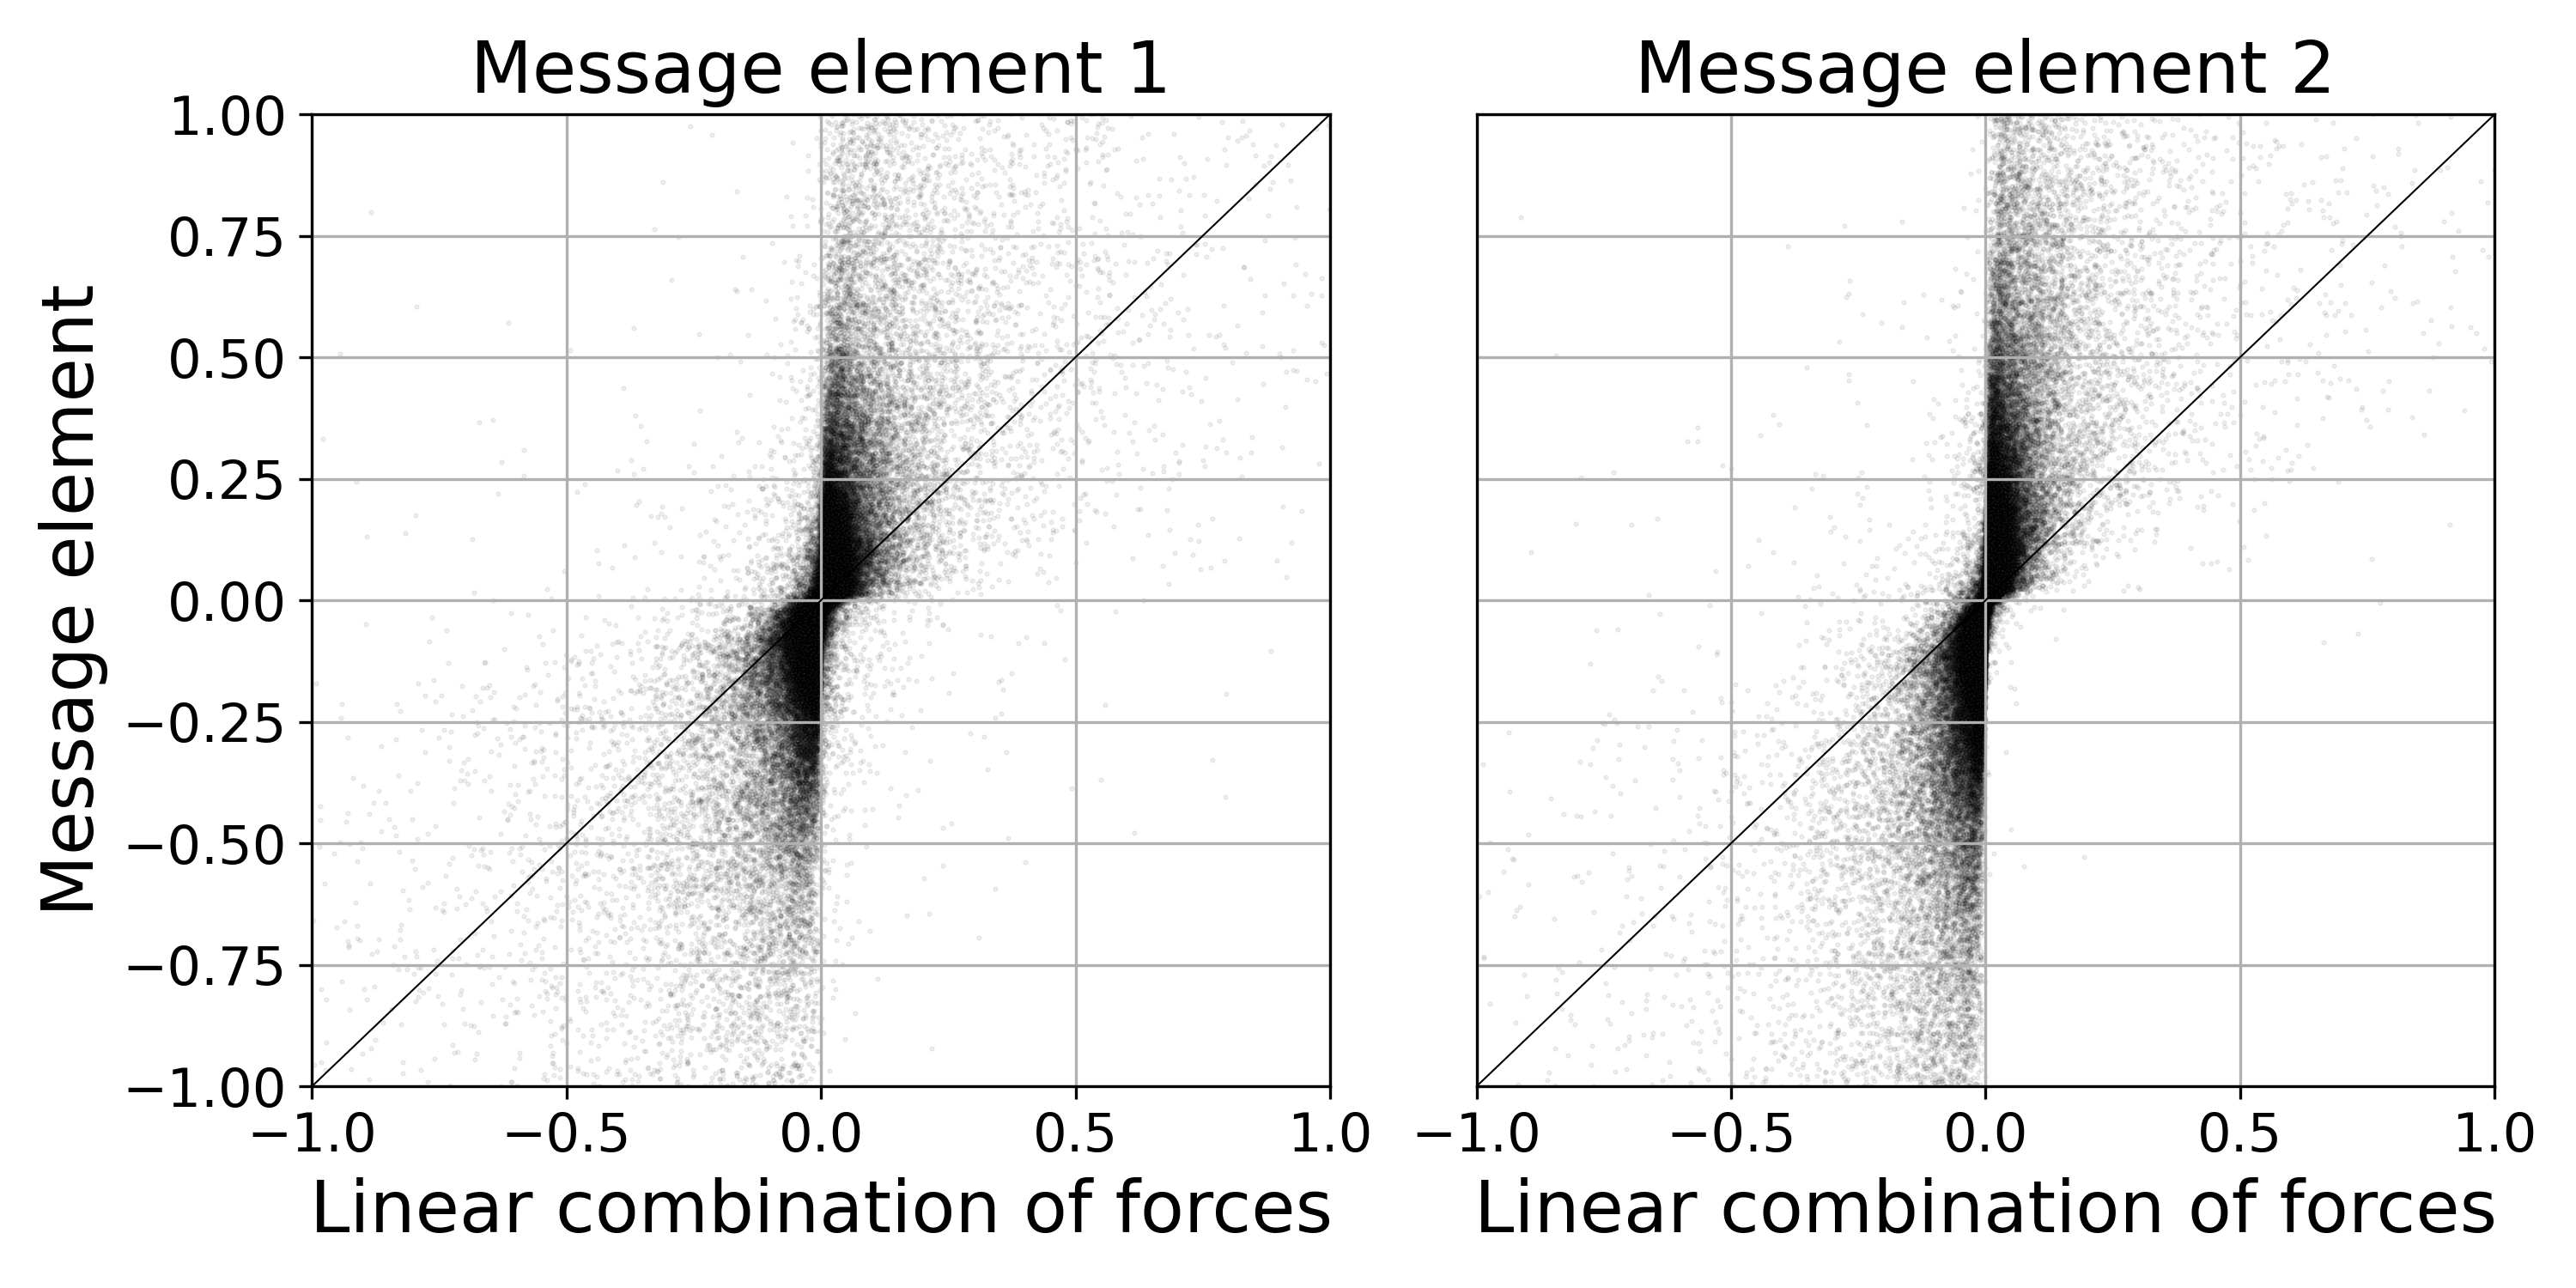 Message element 1
Message element 2
Message element
1.00
0.75
0.50
0.25
0.00
−0.25
−0.50
−0.75
−1.00
−1.0 −0.5 0.0 0.5 1.0
−1.0 −0.5 0.0 0.5 1.0
Linear combination of forces
Linear combination of forces